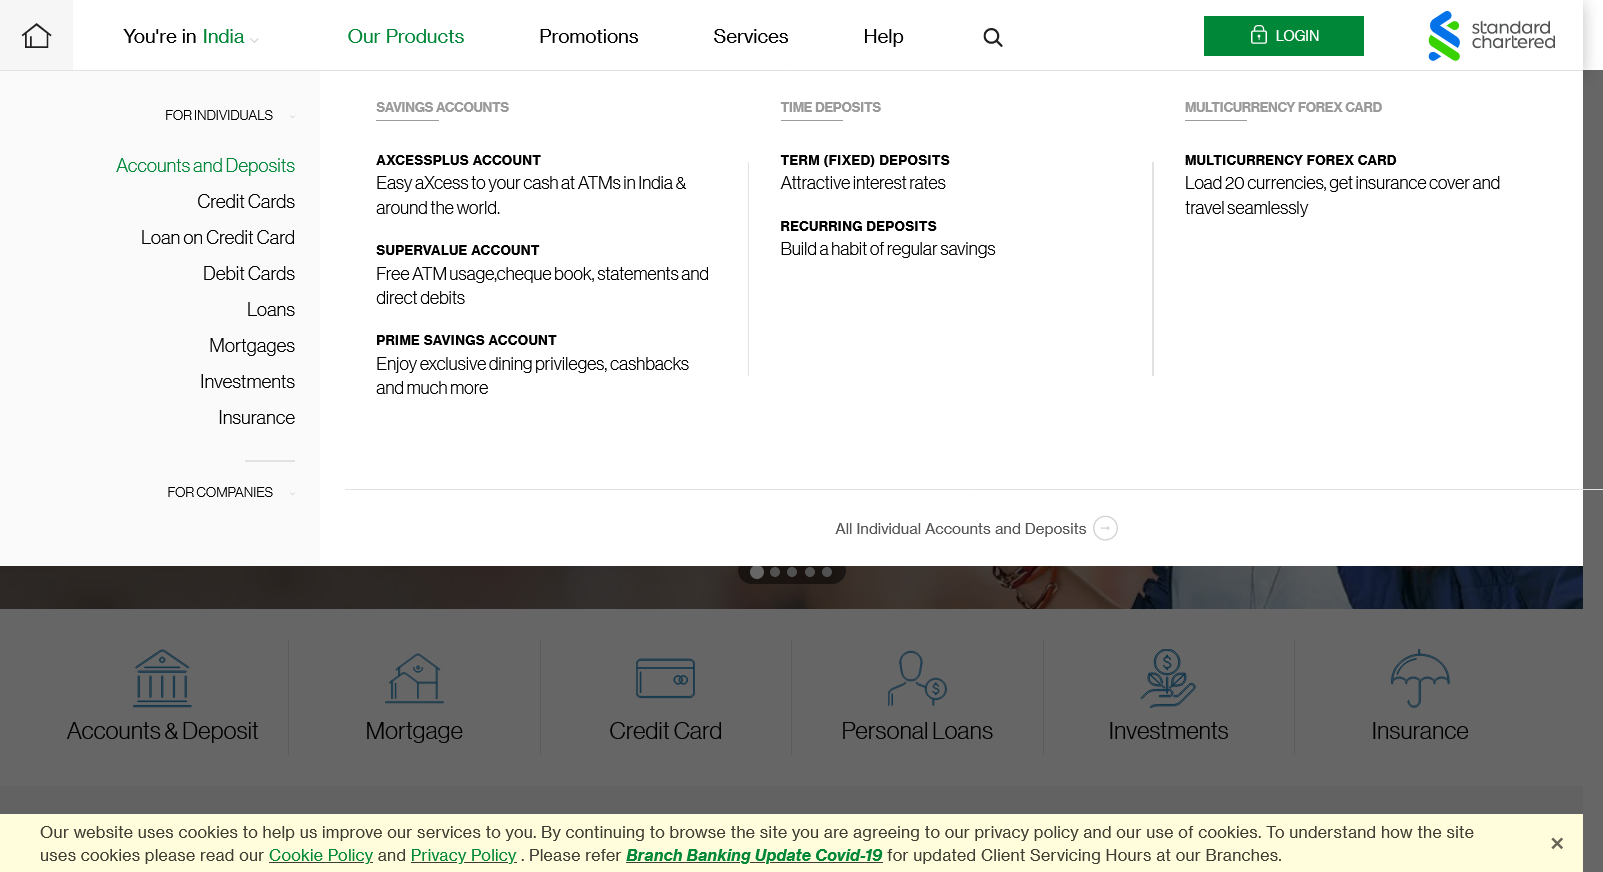 You're in India
Our Products
Promotions
Services
Help
LOGIN
standard
chartered
FOR INDIVIDUALS
Accounts and Deposits
Credit Cards
Loan on Credit Card
Debit Cards
Loans
Mortgages
Investments
Insurance
FOR COMPANIES
SAVINGS ACCOUNTS
AXCESSPLUS ACCOUNT
Easy aXcess to your cash at ATMs in India &
around the world.
SUPERVALUE ACCOUNT
Free ATM usage,cheque book, statements and
direct debits
PRIME SAVINGS ACCOUNT
Enjoy exclusive dining privileges, cashbacks
and much more
TIME DEPOSITS
TERM (FIXED) DEPOSITS
Attractive interest rates
RECURRING DEPOSITS
Build a habit of regular savings
MULTICURRENCY FOREX CARD
MULTICURRENCY FOREX CARD
Load 20 currencies, get insurance cover and
travel seamlessly
All Individual Accounts and Deposits
Accounts & Deposit
Mortgage
Credit Card
Personal Loans
Investments
Insurance
Our website uses cookies to help us improve our services to you. By continuing to browse the site you are agreeing to our privacy policy and our use of cookies. To understand how the site
uses cookies please read our Cookie Policy and Privacy Policy . Please refer Branch Banking Update Covid-19 for updated Client Servicing Hours at our Branches.